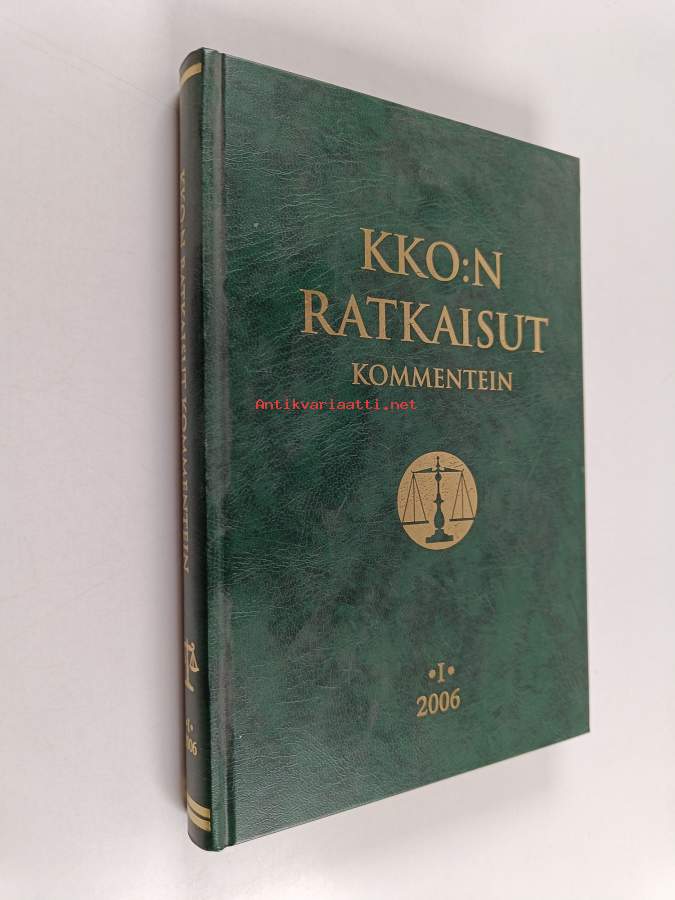 KKO:N
RATKAISUT
KOMMENTEIN
Antikvariaatti.net
•I•
2006
KKO:N RATKAISUT KOMMENTEIN
•I•
2006